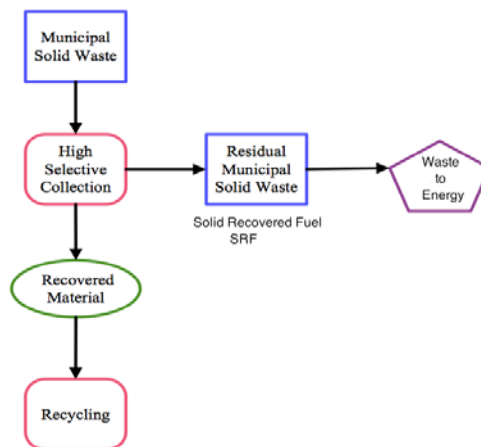 Municipal
Solid Waste
High
Selective
Collection
Residual
Municipal
Solid Waste
Waste
to
Energy
Solid Recovered Fuel
SRF
Recovered
Material
Recycling